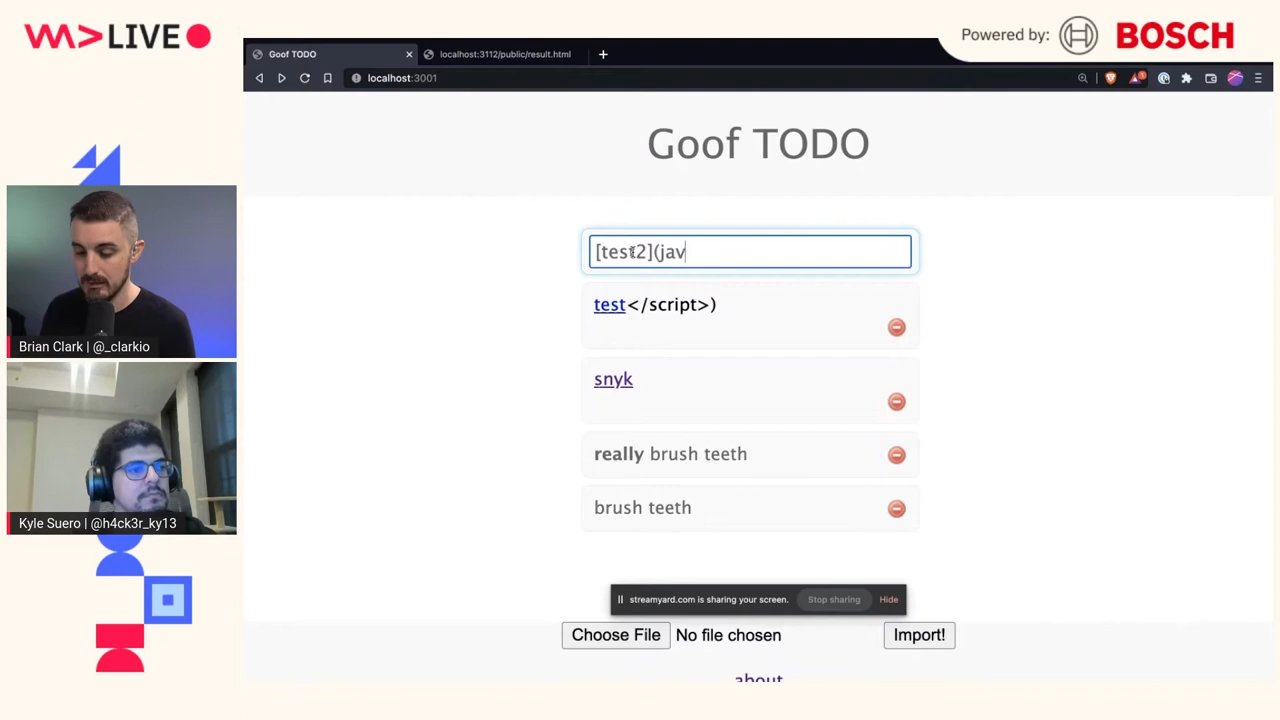 W>LIVE
Powered by: BOSCH
Goof TODO
localhost:3112/public/result.html
localhost:3001
Goof TODO
[test2](jav
test</script>)
snyk
really brush teeth
brush teeth
streamyard.com is sharing your screen. Stop sharing Hide
Choose File No file chosen Import!
about
Brian Clark | @_clarkio
Kyle Suero | @h4ck3r_ky13